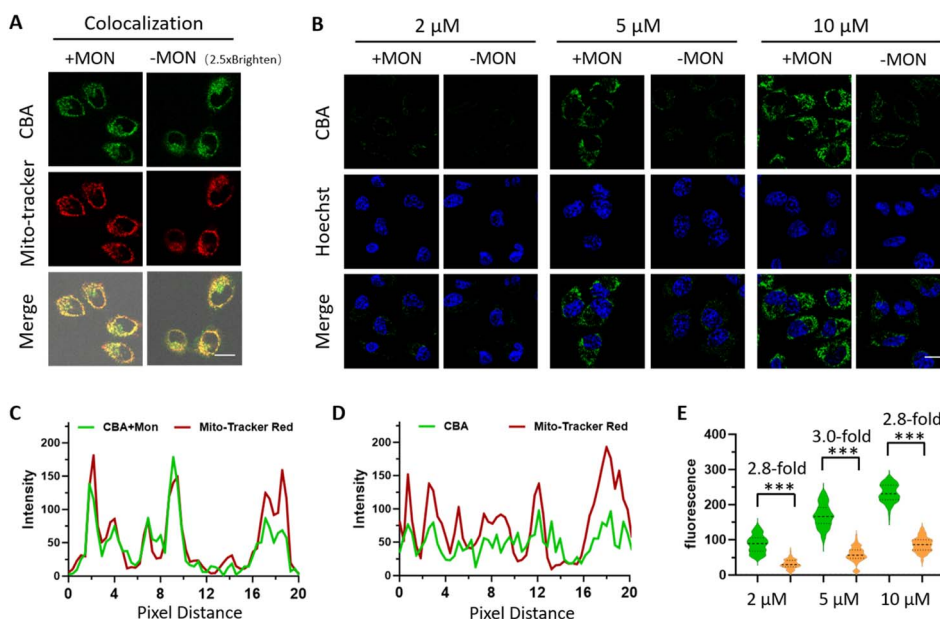 A
Colocalization
+MON -MON (2.5xBrighten)
CBA
Mito-tracker
Merge
B
2 μM 5 μM 10 μM
+MON -MON +MON -MON +MON -MON
CBA
Hoechst
Merge
C
CBA+Mon Mito-Tracker Red
Intensity
250
200
150
100
50
0
0 4 8 12 16 20
Pixel Distance
D
CBA Mito-Tracker Red
Intensity
250
200
150
100
50
0
0 4 8 12 16 20
Pixel Distance
E
fluorescence
400
300
200
100
0
2.8-fold
***
3.0-fold
***
2.8-fold
***
2 μM 5 μM 10 μM